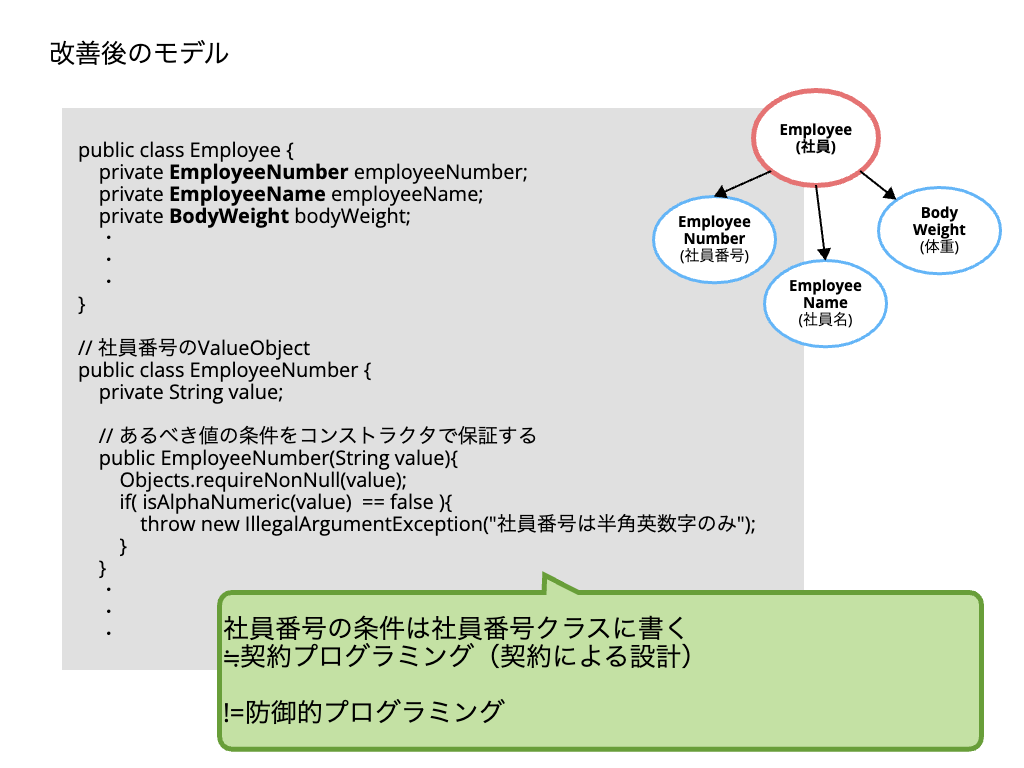 改善後のモデル
public class Employee {
private EmployeeNumber employeeNumber;
private EmployeeName employeeName;
private BodyWeight bodyWeight;
・
・
・
}
// 社員番号のValueObject
public class EmployeeNumber {
private String value;
// あるべき値の条件をコンストラクタで保証する
public EmployeeNumber(String value){
Objects.requireNonNull(value);
if( isAlphaNumeric(value)  == false ){
throw new IllegalArgumentException("社員番号は半角英数字のみ");
}
}
・
・
・
Employee
(社員)
Employee
Number
(社員番号)
Employee
Name
(社員名)
Body
Weight
(体重)
社員番号の条件は社員番号クラスに書く
≒契約プログラミング（契約による設計）
!=防御的プログラミング